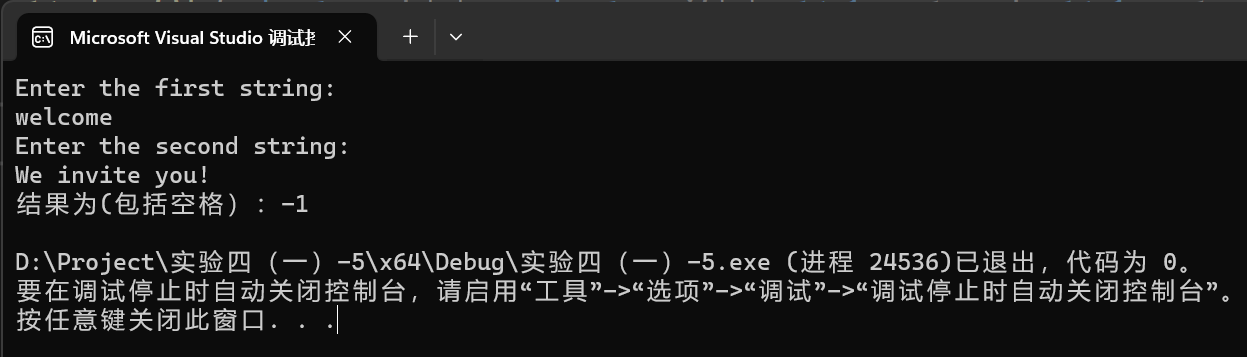 Microsoft Visual Studio 调试
Enter the first string:
welcome
Enter the second string:
We invite you!
结果为(包括空格）: -1
D:\Project\实验四（一）-5\x64\Debug\实验四（一）-5.exe (进程 24536)已退出，代码为 0。
要在调试停止时自动关闭控制台，请启用“工具”->“选项”->“调试”->“调试停止时自动关闭控制台”。
按任意键关闭此窗口. . .